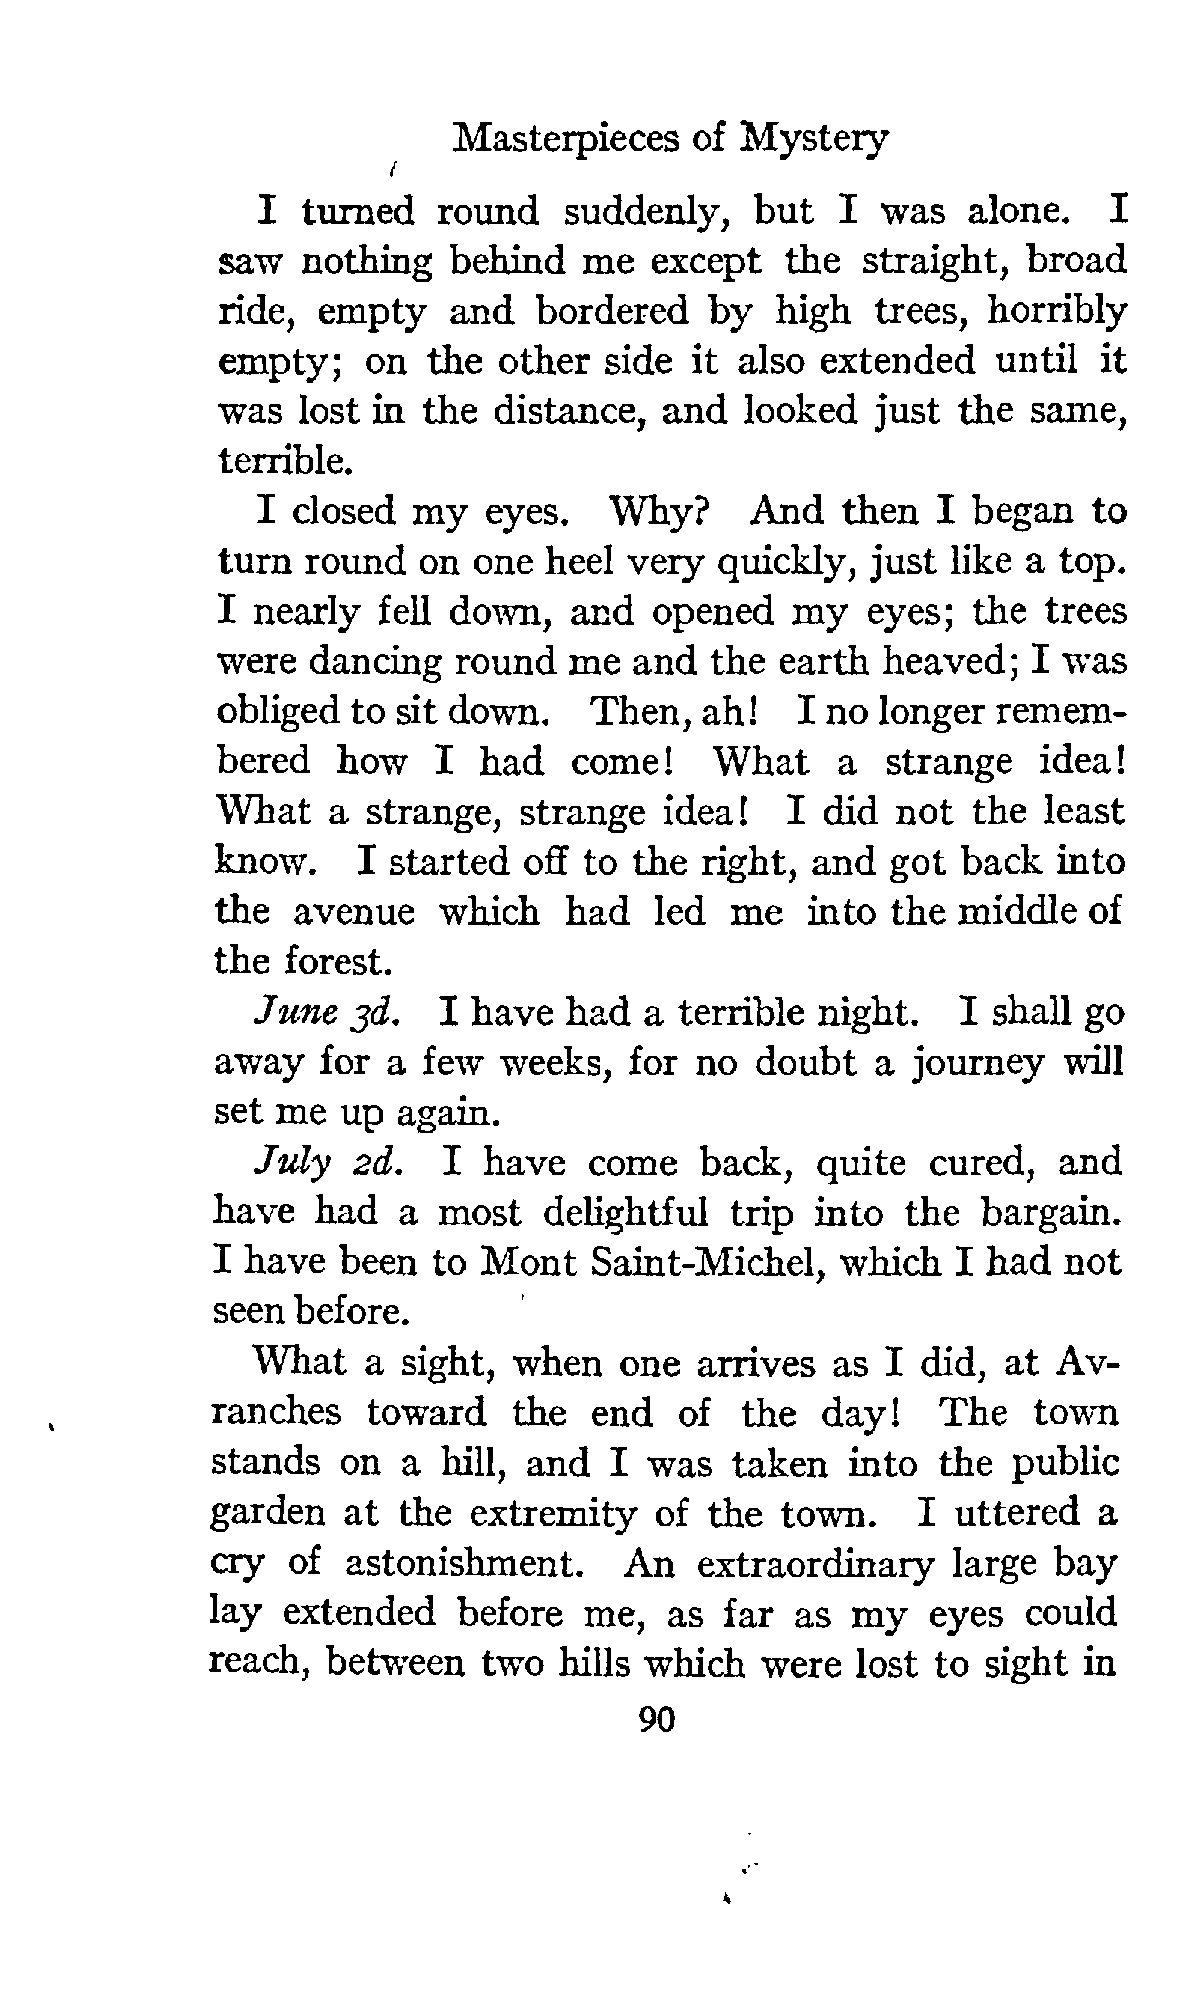 Masterpieces of Mystery
I turned round suddenly, but I was alone. I
saw nothing behind me except the straight, broad
ride, empty and bordered by high trees, horribly
empty; on the other side it also extended until it
was lost in the distance, and looked just the same,
terrible.
I closed my eyes. Why? And then I began to
turn round on one heel very quickly, just like a top.
I nearly fell down, and opened my eyes; the trees
were dancing round me and the earth heaved; I was
obliged to sit down. Then, ah! I no longer remem-
bered how I had come! What a strange idea!
What a strange, strange idea! I did not the least
know. I started off to the right, and got back into
the avenue which had led me into the middle of
the forest.
June 3d. I have had a terrible night. I shall go
away for a few weeks, for no doubt a journey will
set me up again.
July 2d. I have come back, quite cured, and
have had a most delightful trip into the bargain.
I have been to Mont Saint-Michel, which I had not
seen before.
What a sight, when one arrives as I did, at Av-
ranches toward the end of the day! The town
stands on a hill, and I was taken into the public
garden at the extremity of the town. I uttered a
cry of astonishment. An extraordinary large bay
lay extended before me, as far as my eyes could
reach, between two hills which were lost to sight in
90